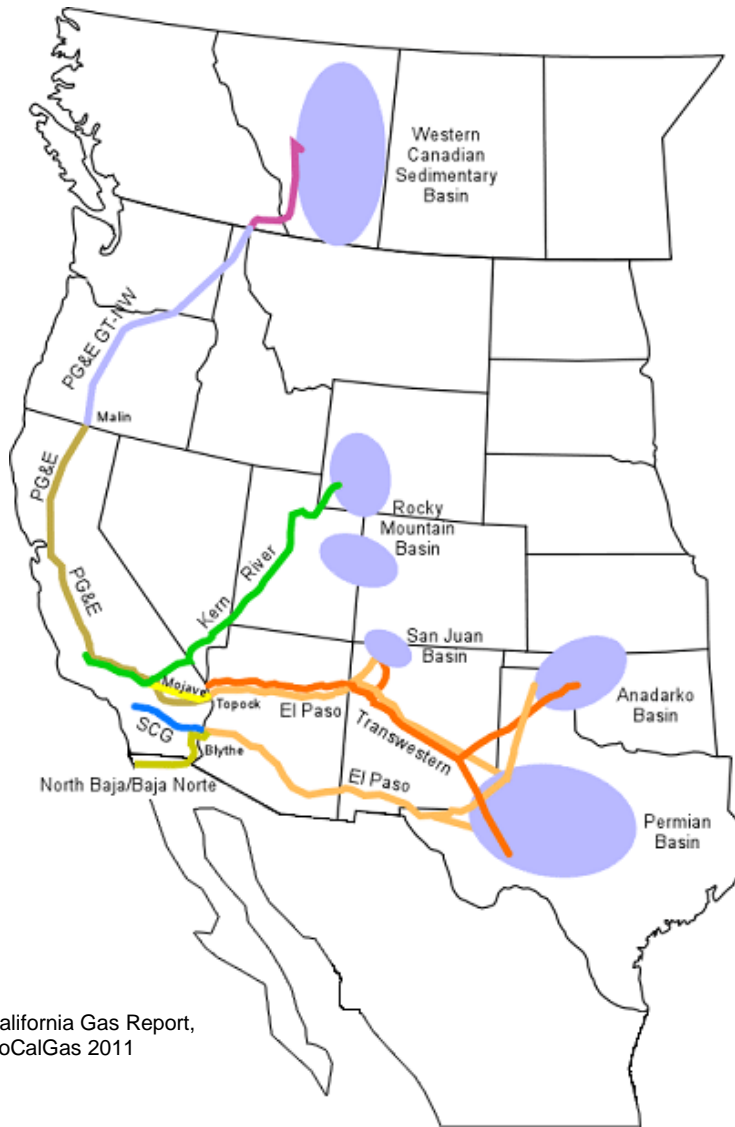 Western
Canadian
Sedimentary
Basin
PG&E GT-NW
Malin
PG&E
Rocky
Mountain
Basin
Kern River
PG&E
San Juan
Basin
Mojave
Topock
El Paso
Transwestern
Anadarko
Basin
SCG
Blythe
North Baja/Baja Norte
El Paso
Permian
Basin
alifornia Gas Report,
oCalGas 2011